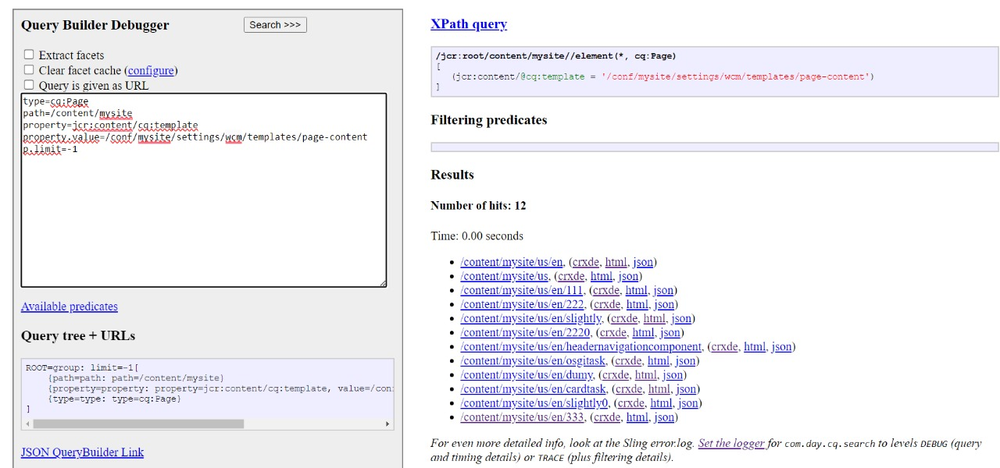 Query Builder Debugger
Search >>>
Extract facets
Clear facet cache (configure)
Query is given as URL
type=cq:Page
path=/content/mysite
property=jcr:content/cq:template
property.value=/conf/mysite/settings/wcm/templates/page-content
p.limit=-1
Available predicates
Query tree + URLs
ROOT=group: limit=-1[
{path=path: path=/content/mysite}
{property=property: property=jcr:content/cq:template, value=/con
{type=type: type=cq:Page}
]
JSON QueryBuilder Link
XPath query
/jcr:root/content/mysite//element(*, cq:Page)
[
(jcr:content/@cq:template = '/conf/mysite/settings/wcm/templates/page-content')
]
Filtering predicates
Results
Number of hits: 12
Time: 0.00 seconds
/content/mysite/us/en, (crxde, html, json)
/content/mysite/us, (crxde, html, json)
/content/mysite/us/en/111, (crxde, html, json)
/content/mysite/us/en/222, (crxde, html, json)
/content/mysite/us/en/slightly, (crxde, html, json)
/content/mysite/us/en/2220, (crxde, html, json)
/content/mysite/us/en/headernavigationcomponent, (crxde, html, json)
/content/mysite/us/en/osgitask, (crxde, html, json)
/content/mysite/us/en/dumy, (crxde, html, json)
/content/mysite/us/en/cardtask, (crxde, html, json)
/content/mysite/us/en/slightly0, (crxde, html, json)
/content/mysite/us/en/333, (crxde, html, json)
For even more detailed info, look at the Sling error.log. Set the logger for com.day.cq.search to levels DEBUG (query
and timing details) or TRACE (plus filtering details).